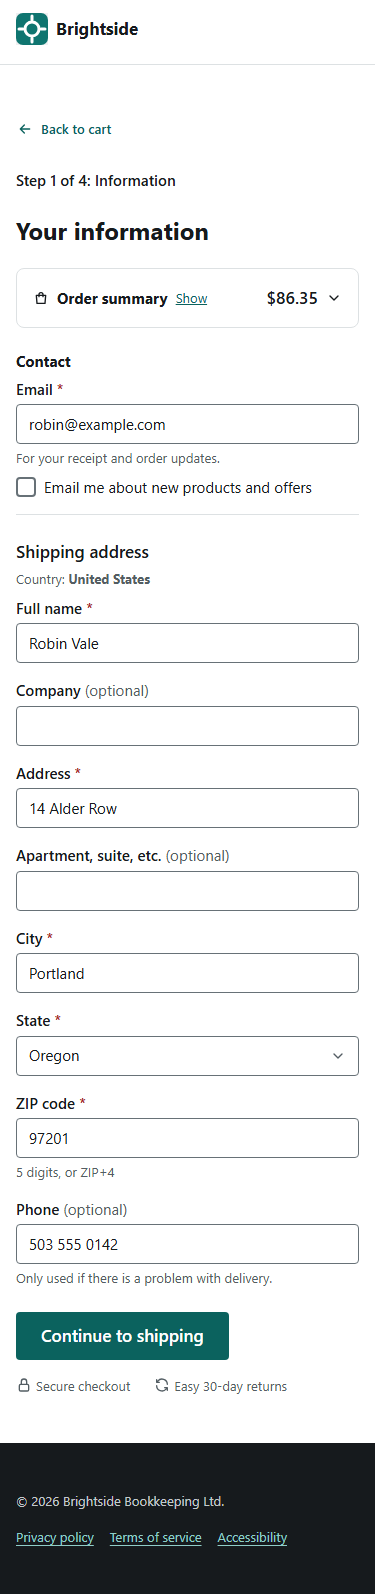 Brightside
Back to cart
Step 1 of 4: Information
Your information
Order summary Show $86.35
Contact
Email *
robin@example.com
For your receipt and order updates.
Email me about new products and offers
Shipping address
Country: United States
Full name *
Robin Vale
Company (optional)
Address *
14 Alder Row
Apartment, suite, etc. (optional)
City *
Portland
State *
Oregon
ZIP code *
97201
5 digits, or ZIP+4
Phone (optional)
503 555 0142
Only used if there is a problem with delivery.
Continue to shipping
Secure checkout Easy 30-day returns
© 2026 Brightside Bookkeeping Ltd.
Privacy policy Terms of service Accessibility